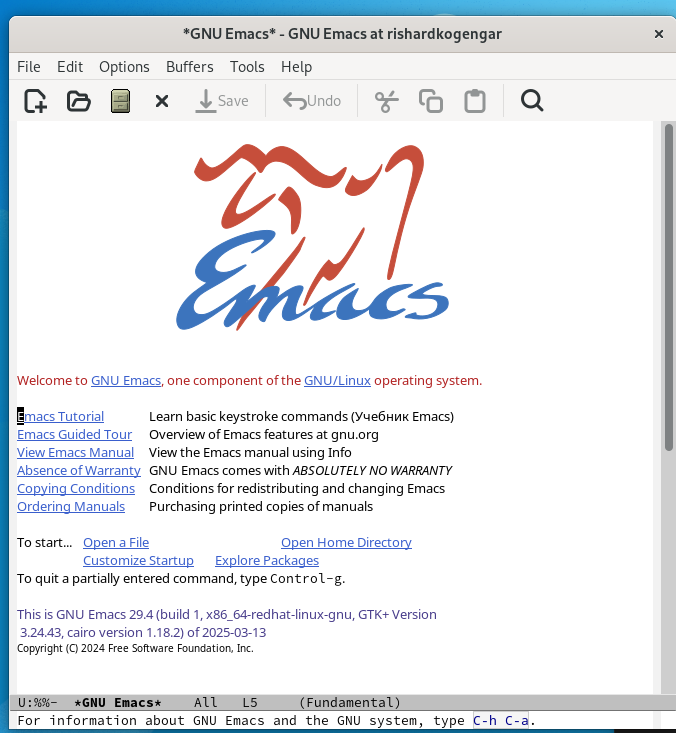 *GNU Emacs* - GNU Emacs at rishardkogengar ×
File Edit Options Buffers Tools Help
Save Undo
Emacs
Welcome to GNU Emacs, one component of the GNU/Linux operating system.
Emacs Tutorial Learn basic keystroke commands (Учебник Emacs)
Emacs Guided Tour Overview of Emacs features at gnu.org
View Emacs Manual View the Emacs manual using Info
Absence of Warranty GNU Emacs comes with ABSOLUTELY NO WARRANTY
Copying Conditions Conditions for redistributing and changing Emacs
Ordering Manuals Purchasing printed copies of manuals
To start... Open a File Open Home Directory
Customize Startup Explore Packages
To quit a partially entered command, type Control-g.
This is GNU Emacs 29.4 (build 1, x86_64-redhat-linux-gnu, GTK+ Version
3.24.43, cairo version 1.18.2) of 2025-03-13
Copyright (C) 2024 Free Software Foundation, Inc.
U:%%- *GNU Emacs* All L5 (Fundamental)
For information about GNU Emacs and the GNU system, type C-h C-a.